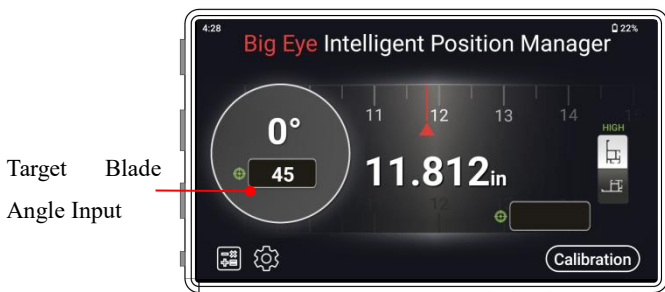 4:28
22%
Big Eye Intelligent Position Manager
11 12 13 14
0°
HIGH
45
11.812in
12
Target Blade
Angle Input
Calibration